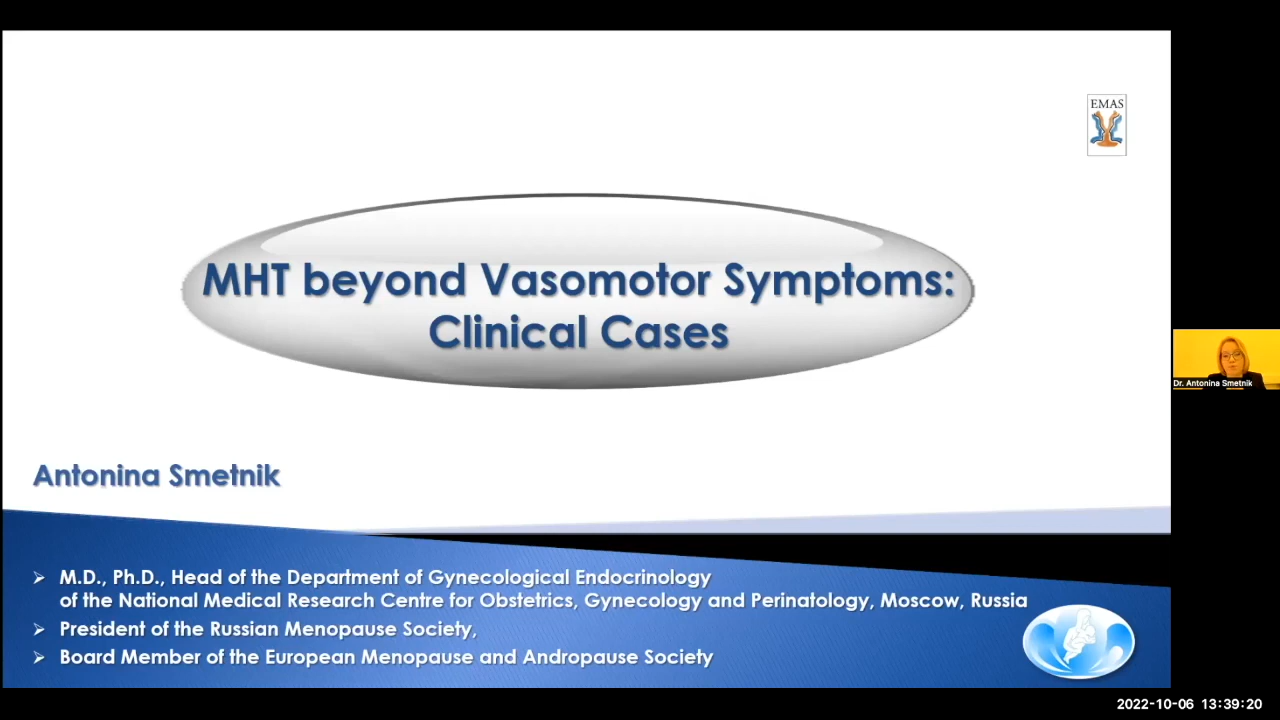 EMAS
MHT beyond Vasomotor Symptoms:
Clinical Cases
Dr. Antonina Smetnik
Antonina Smetnik
➢ M.D., Ph.D., Head of the Department of Gynecological Endocrinology
of the National Medical Research Centre for Obstetrics, Gynecology and Perinatology, Moscow, Russia
➢ President of the Russian Menopause Society,
➢ Board Member of the European Menopause and Andropause Society
2022-10-06 13:39:20